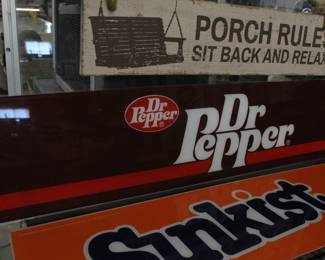 PORCH RULES
SIT BACK AND RELAX
Dr
Pepper
Dr
Pepper
Sunkist